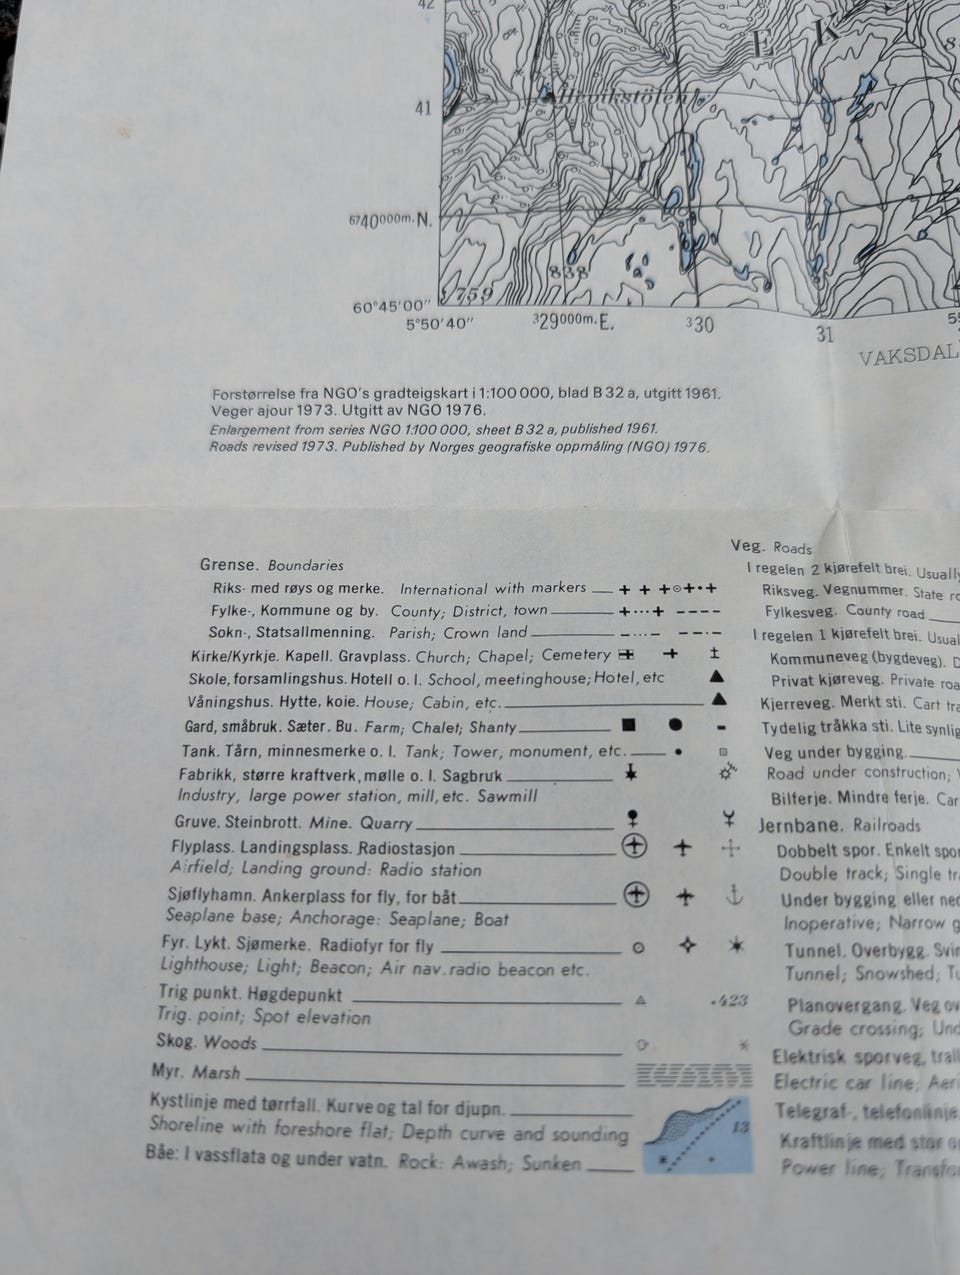 42
E K
41
6740000m.N.
838
759
60°45'00"
5°50'40"
329000m.E.
330
31
VAKSDAL
Forstørrelse fra NGO's gradteigskart i 1:100 000, blad B 32 a, utgitt 1961.
Veger ajour 1973. Utgitt av NGO 1976.
Enlargement from series NGO 1:100 000, sheet B 32 a, published 1961.
Roads revised 1973. Published by Norges geografiske oppmåling (NGO) 1976.
Grense. Boundaries
Riks- med røys og merke. International with markers
Fylke-, Kommune og by. County; District, town
Sokn-, Statsallmenning. Parish; Crown land
Kirke/Kyrkje. Kapell. Gravplass. Church; Chapel; Cemetery
Skole, forsamlingshus. Hotell o. l. School, meetinghouse; Hotel, etc
Våningshus. Hytte, koie. House; Cabin, etc.
Gard, småbruk. Sæter. Bu. Farm; Chalet; Shanty
Tank. Tårn, minnesmerke o. l. Tank; Tower, monument, etc.
Fabrikk, større kraftverk, mølle o. l. Sagbruk
Industry, large power station, mill, etc. Sawmill
Gruve. Steinbrott. Mine. Quarry
Flyplass. Landingsplass. Radiostasjon
Airfield; Landing ground: Radio station
Sjøflyhamn. Ankerplass for fly, for båt
Seaplane base; Anchorage: Seaplane; Boat
Fyr. Lykt. Sjømerke. Radiofyr for fly
Lighthouse; Light; Beacon; Air nav. radio beacon etc.
Trig punkt. Høgdepunkt .423
Trig. point; Spot elevation
Skog. Woods
Myr. Marsh
Kystlinje med tørrfall. Kurve og tal for djupn.
Shoreline with foreshore flat; Depth curve and sounding
13
Båe: I vassflata og under vatn. Rock: Awash; Sunken
Veg. Roads
I regelen 2 kjørefelt brei. Usually
Riksveg. Vegnummer. State
Fylkesveg. County road
I regelen 1 kjørefelt brei.
Kommuneveg (bygdeveg).
Privat kjøreveg. Private
Kjerreveg. Merkt sti. Cart
Tydelig tråkka sti. Lite
Veg under bygging.
Road under construction;
Bilferje. Mindre ferje. Car
Jernbane. Railroads
Dobbelt spor. Enkelt
Double track; Single
Under bygging eller
Inoperative; Narrow
Tunnel. Overbygg.
Tunnel; Snowshed;
Planovergang. Veg
Grade crossing;
Elektrisk sporveg,
Electric car line;
Telegraf-, telefonlinje.
Kraftlinje med stor
Power line;